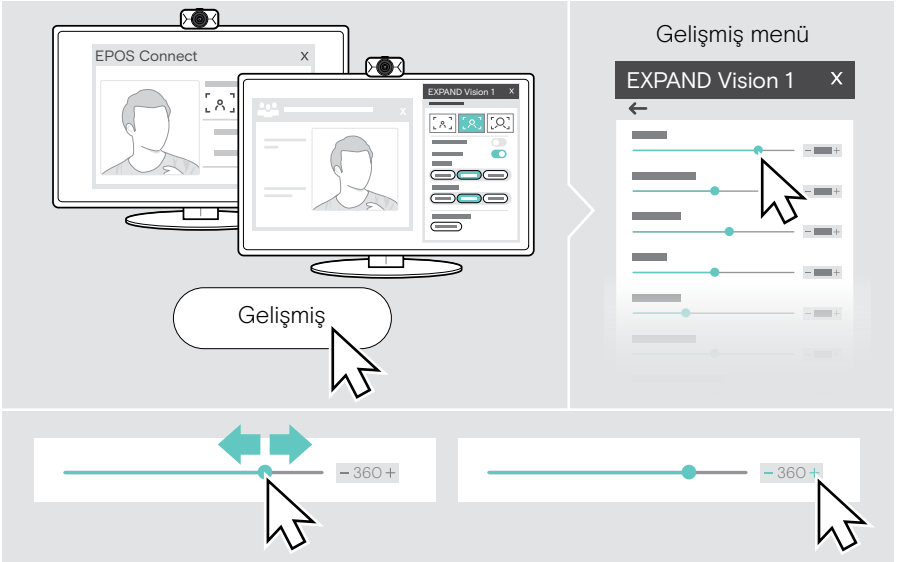 EPOS Connect X
EXPAND Vision 1 X
X
Gelişmiş
Gelişmiş menü
EXPAND Vision 1 X
- +
- +
- +
- +
- +
- +
- 360 +
- 360 +